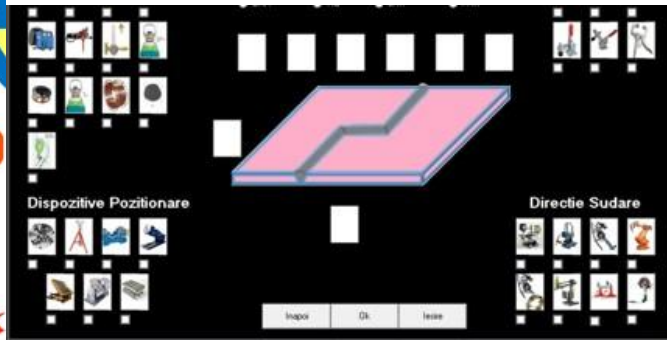 Dispozitive Pozitionare
Directie Sudare
Inapoi
Ok
Iesire